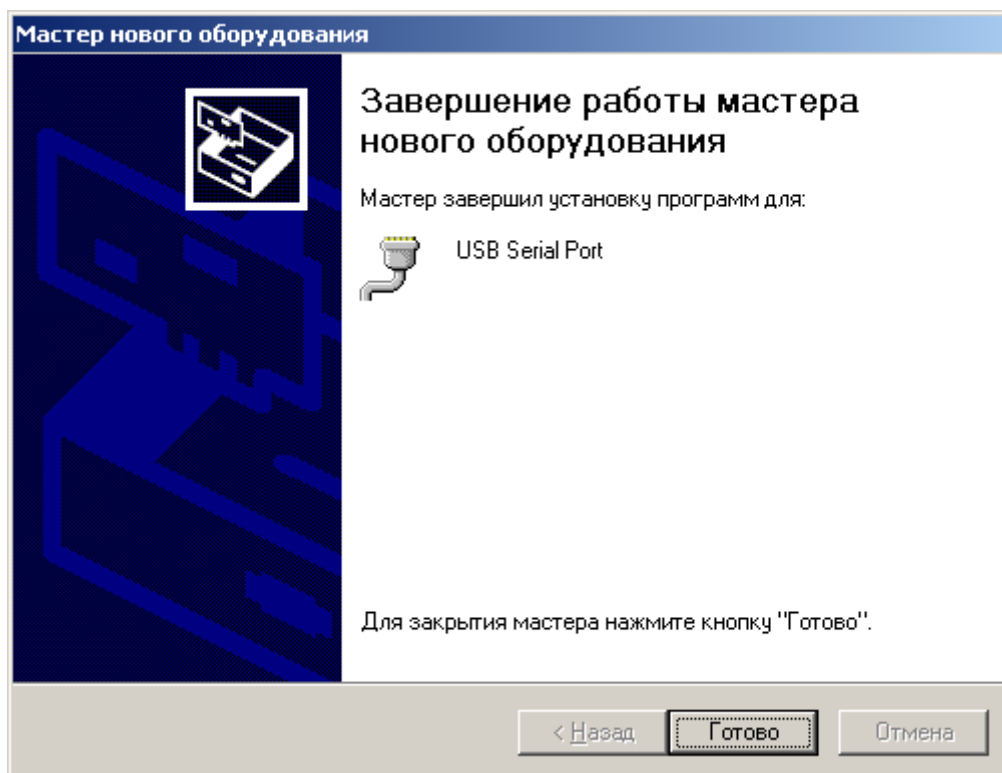 Мастер нового оборудования
Завершение работы мастера
нового оборудования
Мастер завершил установку программ для:
USB Serial Port
Для закрытия мастера нажмите кнопку "Готово".
< Назад
Готово
Отмена